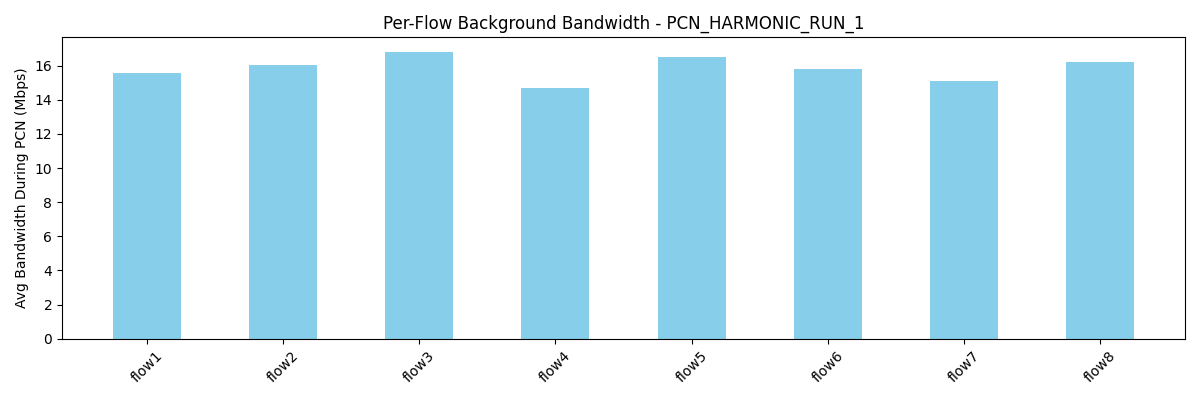 Per-Flow Background Bandwidth - PCN_HARMONIC_RUN_1
Avg Bandwidth During PCN (Mbps)
16
14
12
10
8
6
4
2
0
flow1
flow2
flow3
flow4
flow5
flow6
flow7
flow8